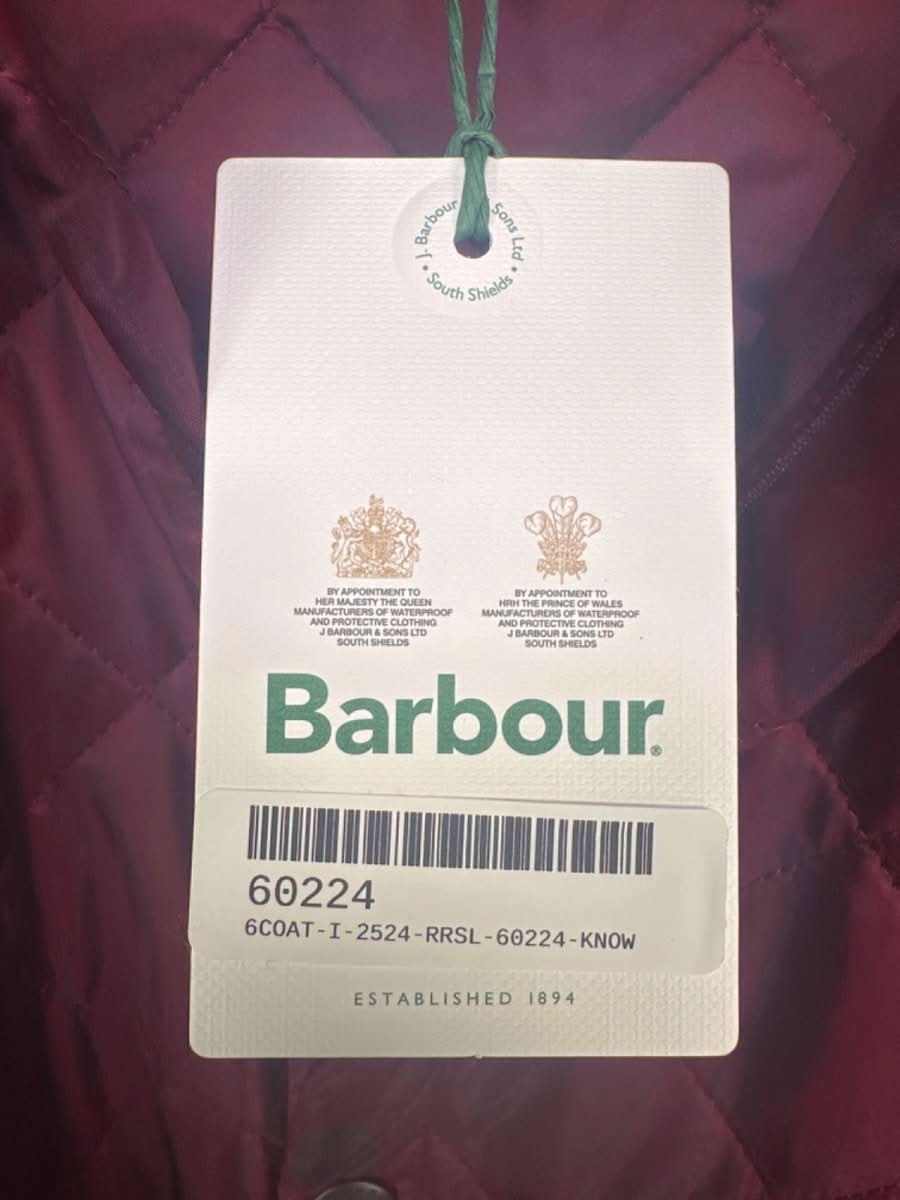 J. Barbour Sons Ltd
• South Shields •
BY APPOINTMENT TO
HER MAJESTY THE QUEEN
MANUFACTURERS OF WATERPROOF
AND PROTECTIVE CLOTHING
J BARBOUR & SONS LTD
SOUTH SHIELDS
BY APPOINTMENT TO
HRH THE PRINCE OF WALES
MANUFACTURERS OF WATERPROOF
AND PROTECTIVE CLOTHING
J BARBOUR & SONS LTD
SOUTH SHIELDS
Barbour®
60224
6COAT-I-2524-RRSL-60224-KNOW
ESTABLISHED 1894